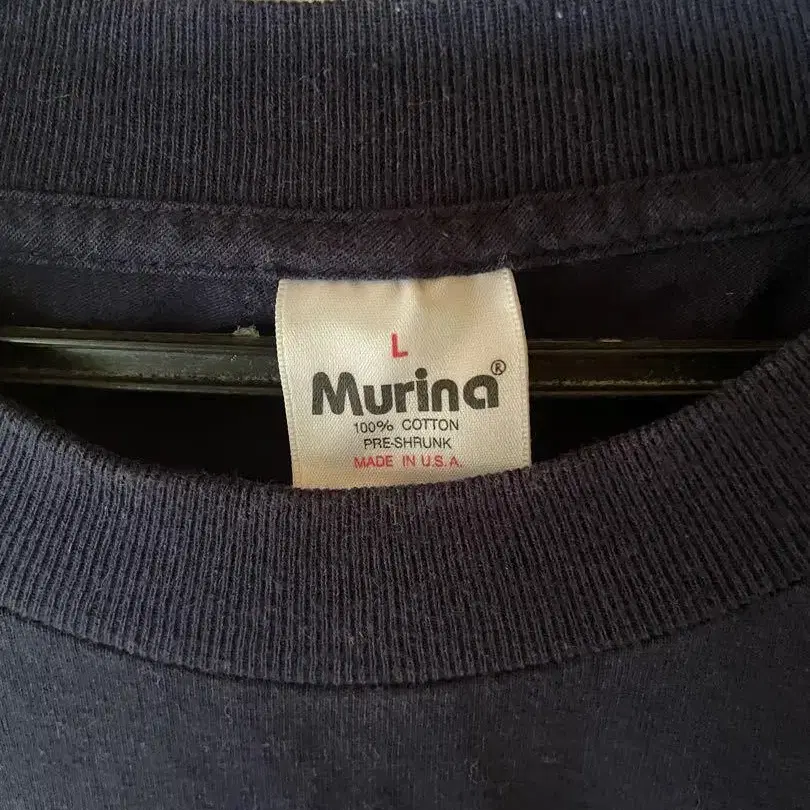 L
Murina®
100% COTTON
PRE-SHRUNK
MADE IN U.S.A.